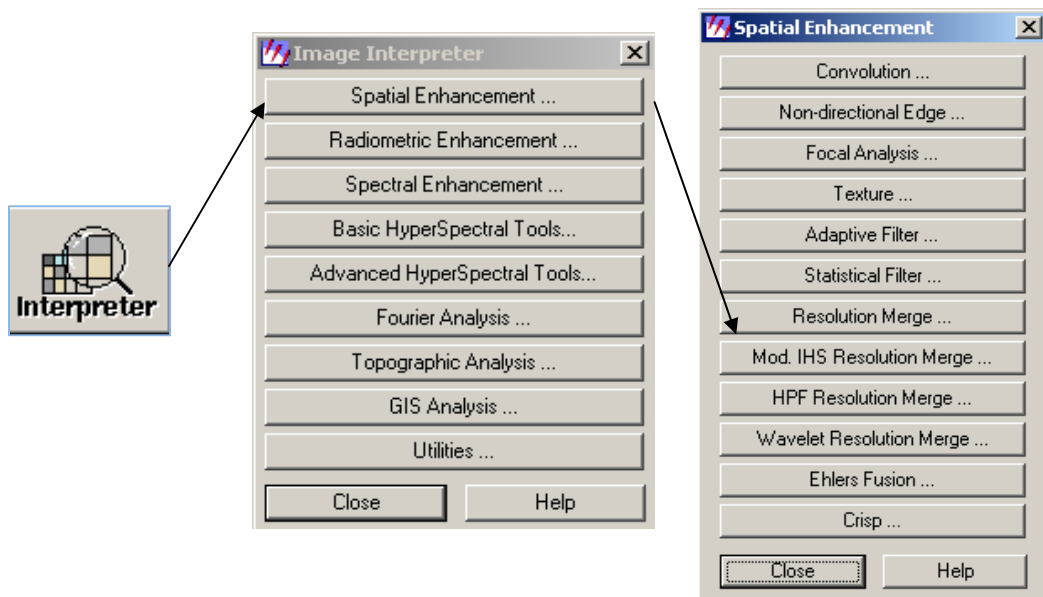 Interpreter
Image Interpreter
Spatial Enhancement ...
Radiometric Enhancement ...
Spectral Enhancement ...
Basic HyperSpectral Tools...
Advanced HyperSpectral Tools...
Fourier Analysis ...
Topographic Analysis ...
GIS Analysis ...
Utilities ...
Close Help
Spatial Enhancement
Convolution ...
Non-directional Edge ...
Focal Analysis ...
Texture ...
Adaptive Filter ...
Statistical Filter ...
Resolution Merge ...
Mod. IHS Resolution Merge ...
HPF Resolution Merge ...
Wavelet Resolution Merge ...
Ehlers Fusion ...
Crisp ...
Close Help